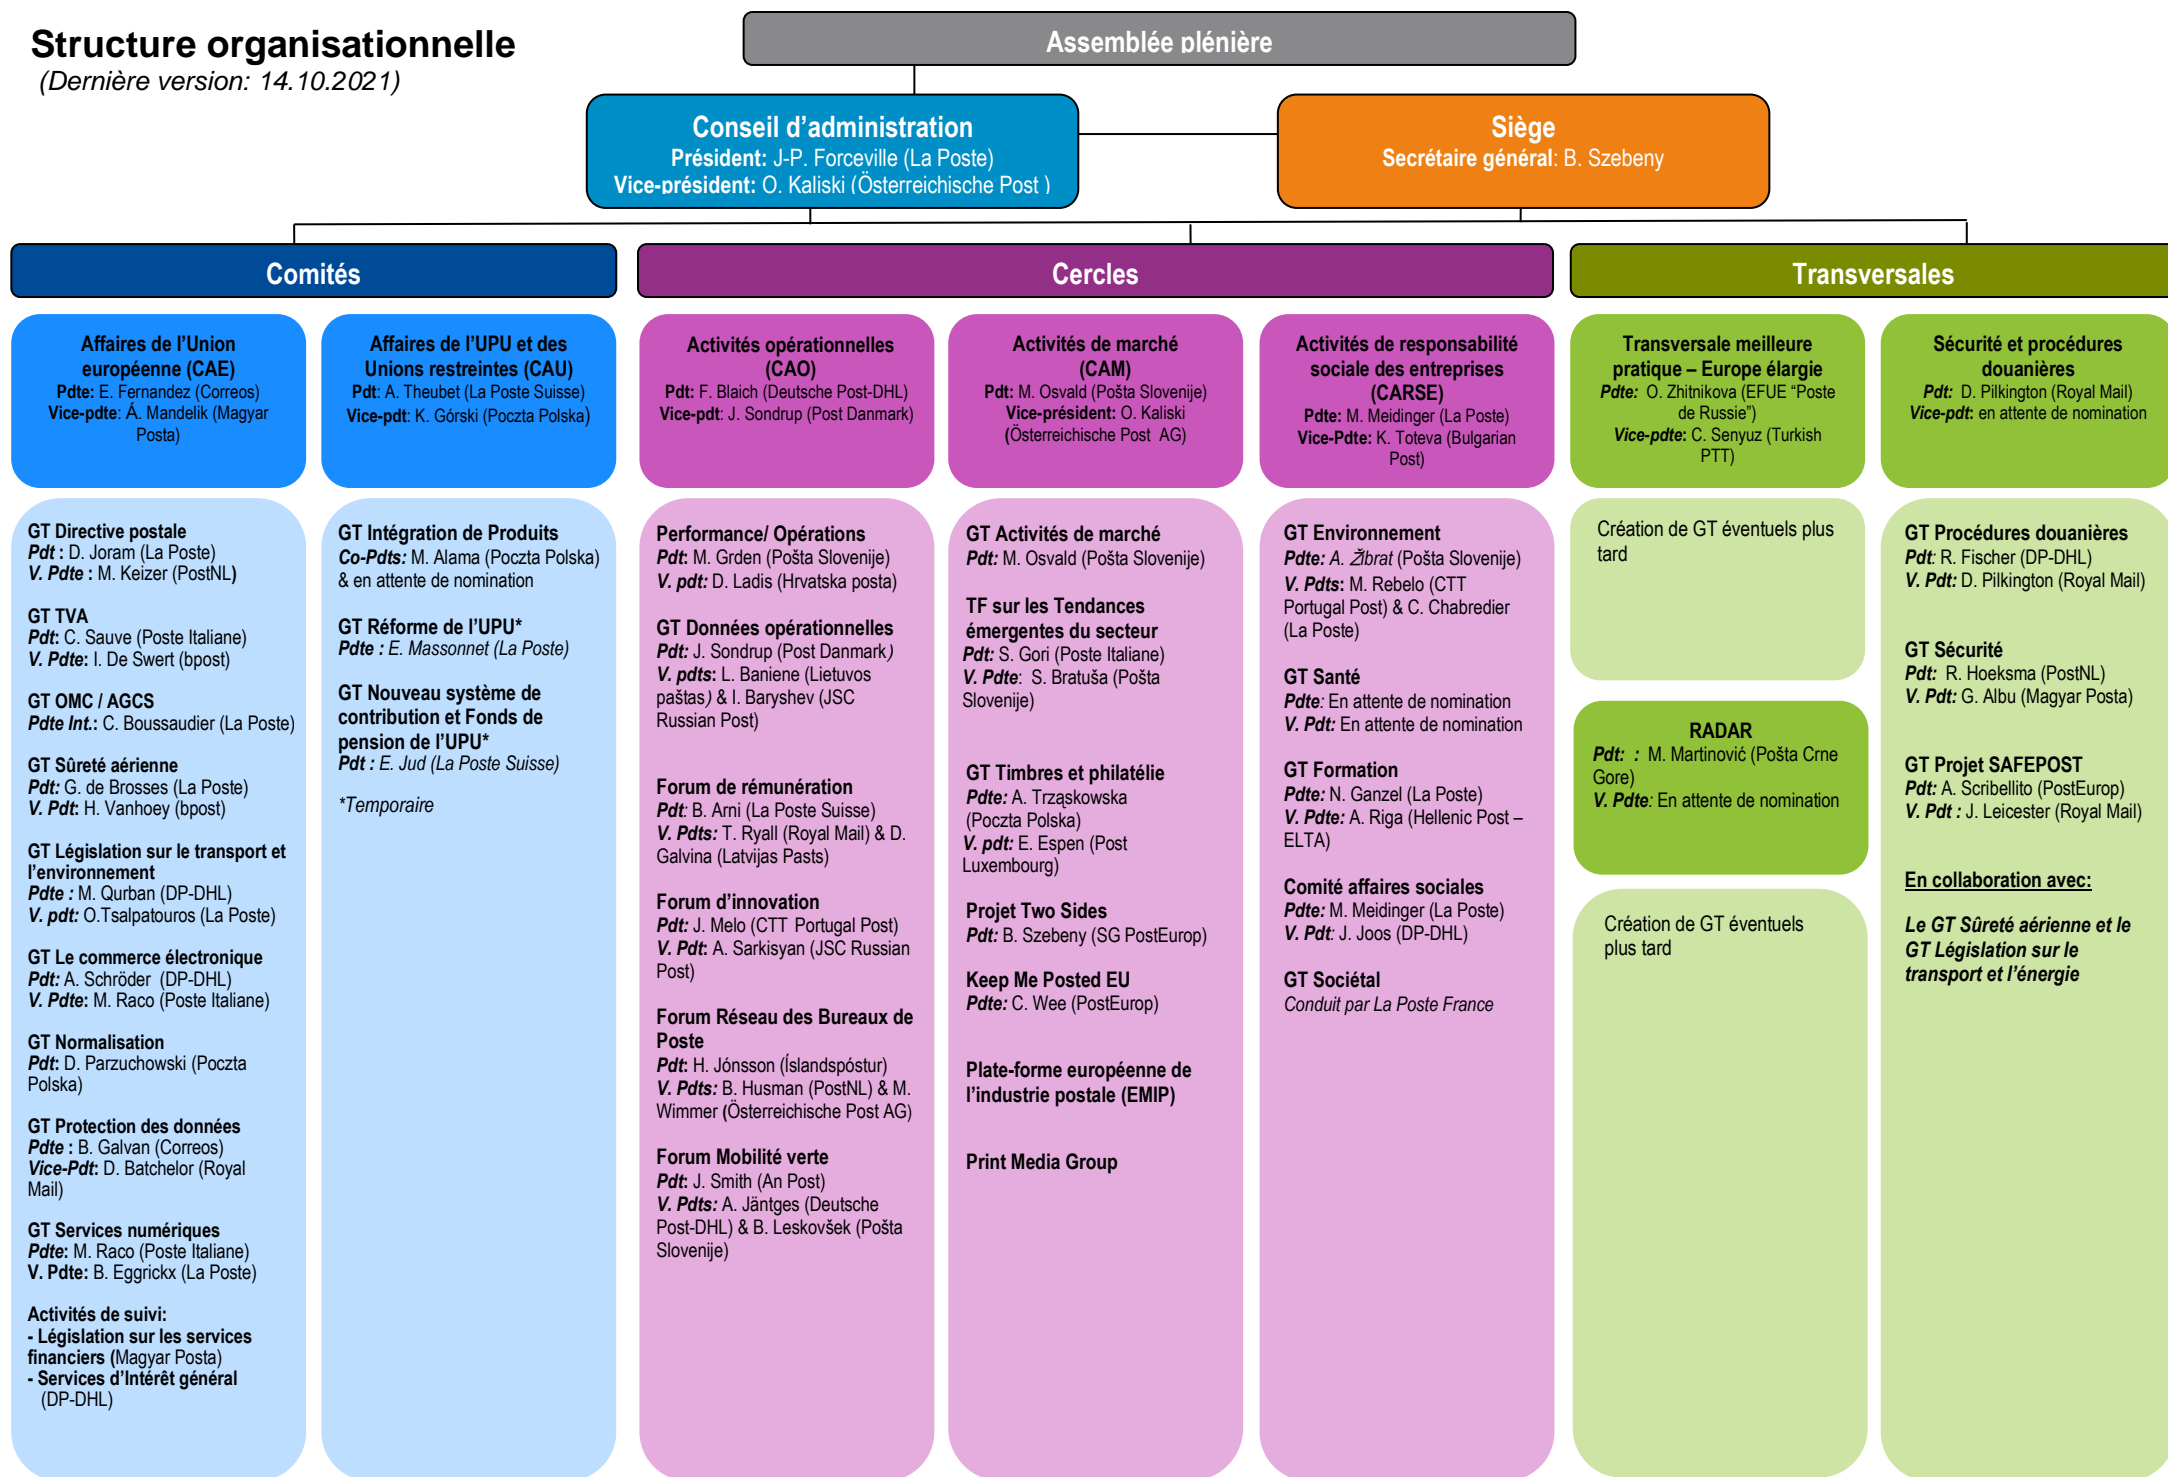 Structure organisationnelle
(Dernière version: 14.10.2021)
Assemblée plénière
Conseil d’administration
Président: J-P. Forceville (La Poste)
Vice-président: O. Kaliski (Österreichische Post )
Siège
Secrétaire général: B. Szebeny
Comités
Cercles
Transversales
Affaires de l’Union
européenne (CAE)
Pdte: E. Fernandez (Correos)
Vice-pdte: Á. Mandelik (Magyar
Posta)
Affaires de l’UPU et des
Unions restreintes (CAU)
Pdt: A. Theubet (La Poste Suisse)
Vice-pdt: K. Górski (Poczta Polska)
Activités opérationnelles
(CAO)
Pdt: F. Blaich (Deutsche Post-DHL)
Vice-pdt: J. Sondrup (Post Danmark)
Activités de marché
(CAM)
Pdt: M. Osvald (Pošta Slovenije)
Vice-président: O. Kaliski
(Österreichische Post AG)
Activités de responsabilité
sociale des entreprises
(CARSE)
Pdte: M. Meidinger (La Poste)
Vice-Pdte: K. Toteva (Bulgarian
Post)
Transversale meilleure
pratique – Europe élargie
Pdte: O. Zhitnikova (EFUE “Poste
de Russie”)
Vice-pdte: C. Senyuz (Turkish
PTT)
Sécurité et procédures
douanières
Pdt: D. Pilkington (Royal Mail)
Vice-pdt: en attente de nomination
GT Directive postale
Pdt : D. Joram (La Poste)
V. Pdte : M. Keizer (PostNL)
GT TVA
Pdt: C. Sauve (Poste Italiane)
V. Pdte: I. De Swert (bpost)
GT OMC / AGCS
Pdte Int.: C. Boussaudier (La Poste)
GT Sûreté aérienne
Pdt: G. de Brosses (La Poste)
V. Pdt: H. Vanhoey (bpost)
GT Législation sur le transport et
l’environnement
Pdte : M. Qurban (DP-DHL)
V. pdt: O.Tsalpatouros (La Poste)
GT Le commerce électronique
Pdt: A. Schröder (DP-DHL)
V. Pdte: M. Raco (Poste Italiane)
GT Normalisation
Pdt: D. Parzuchowski (Poczta
Polska)
GT Protection des données
Pdte : B. Galvan (Correos)
Vice-Pdt: D. Batchelor (Royal
Mail)
GT Services numériques
Pdte: M. Raco (Poste Italiane)
V. Pdte: B. Eggrickx (La Poste)
Activités de suivi:
- Législation sur les services
financiers (Magyar Posta)
- Services d’Intérêt général
(DP-DHL)
GT Intégration de Produits
Co-Pdts: M. Alama (Poczta Polska)
& en attente de nomination
GT Réforme de l’UPU*
Pdte : E. Massonnet (La Poste)
GT Nouveau système de
contribution et Fonds de
pension de l’UPU*
Pdt : E. Jud (La Poste Suisse)
*Temporaire
Performance/ Opérations
Pdt: M. Grden (Pošta Slovenije)
V. pdt: D. Ladis (Hrvatska posta)
GT Données opérationnelles
Pdt: J. Sondrup (Post Danmark)
V. pdts: L. Baniene (Lietuvos
paštas) & I. Baryshev (JSC
Russian Post)
Forum de rémunération
Pdt: B. Arni (La Poste Suisse)
V. Pdts: T. Ryall (Royal Mail) & D.
Galvina (Latvijas Pasts)
Forum d’innovation
Pdt: J. Melo (CTT Portugal Post)
V. Pdt: A. Sarkisyan (JSC Russian
Post)
Forum Réseau des Bureaux de
Poste
Pdt: H. Jónsson (Íslandspóstur)
V. Pdts: B. Husman (PostNL) & M.
Wimmer (Österreichische Post AG)
Forum Mobilité verte
Pdt: J. Smith (An Post)
V. Pdts: A. Jäntges (Deutsche
Post-DHL) & B. Leskovšek (Pošta
Slovenije)
GT Activités de marché
Pdt: M. Osvald (Pošta Slovenije)
TF sur les Tendances
émergentes du secteur
Pdt: S. Gori (Poste Italiane)
V. Pdte: S. Bratuša (Pošta
Slovenije)
GT Timbres et philatélie
Pdte: A. Trząskowska
(Poczta Polska)
V. pdt: E. Espen (Post
Luxembourg)
Projet Two Sides
Pdt: B. Szebeny (SG PostEurop)
Keep Me Posted EU
Pdte: C. Wee (PostEurop)
Plate-forme européenne de
l’industrie postale (EMIP)
Print Media Group
GT Environnement
Pdte: A. Žibrat (Pošta Slovenije)
V. Pdts: M. Rebelo (CTT
Portugal Post) & C. Chabredier
(La Poste)
GT Santé
Pdte: En attente de nomination
V. Pdt: En attente de nomination
GT Formation
Pdte: N. Ganzel (La Poste)
V. Pdte: A. Riga (Hellenic Post –
ELTA)
Comité affaires sociales
Pdte: M. Meidinger (La Poste)
V. Pdt: J. Joos (DP-DHL)
GT Sociétal
Conduit par La Poste France
Création de GT éventuels plus
tard
RADAR
Pdt: : M. Martinović (Pošta Crne
Gore)
V. Pdte: En attente de nomination
Création de GT éventuels
plus tard
GT Procédures douanières
Pdt: R. Fischer (DP-DHL)
V. Pdt: D. Pilkington (Royal Mail)
GT Sécurité
Pdt: R. Hoeksma (PostNL)
V. Pdt: G. Albu (Magyar Posta)
GT Projet SAFEPOST
Pdt: A. Scribellito (PostEurop)
V. Pdt : J. Leicester (Royal Mail)
En collaboration avec:
Le GT Sûreté aérienne et le
GT Législation sur le
transport et l’énergie